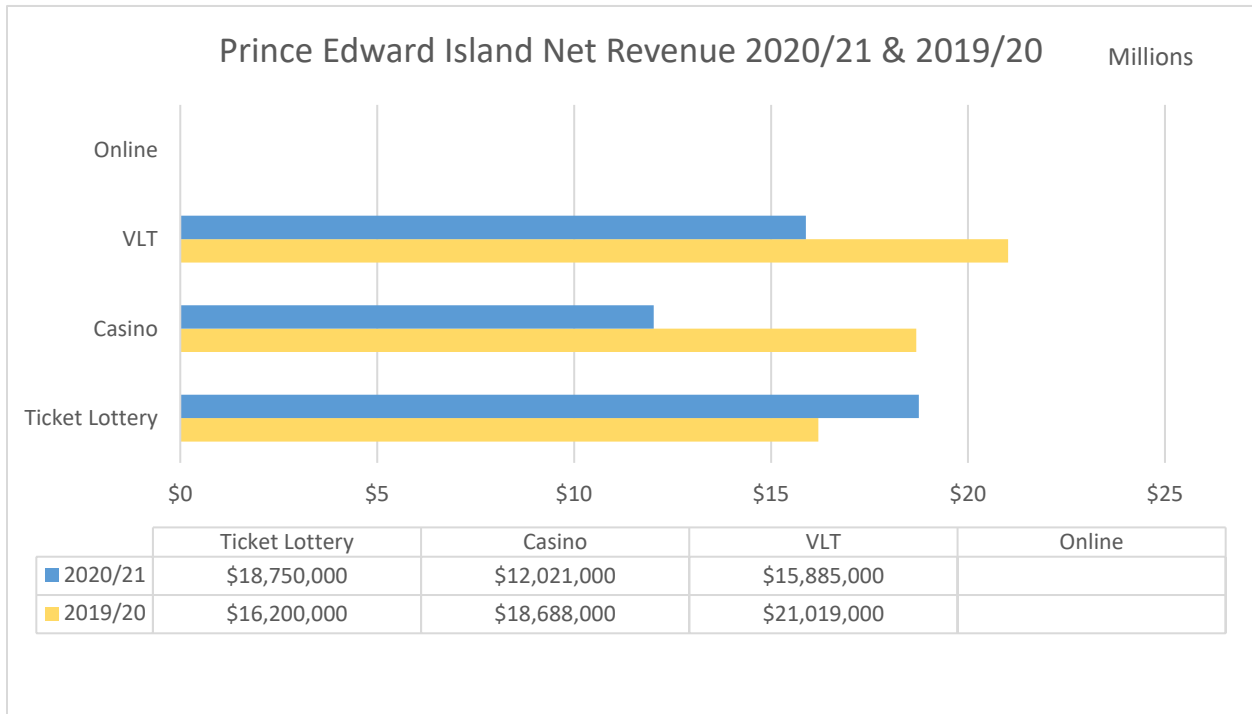 Prince Edward Island Net Revenue 2020/21 & 2019/20 Millions
Online
VLT
Casino
Ticket Lottery
$0 $5 $10 $15 $20 $25
Ticket Lottery Casino VLT Online
2020/21 $18,750,000 $12,021,000 $15,885,000
2019/20 $16,200,000 $18,688,000 $21,019,000